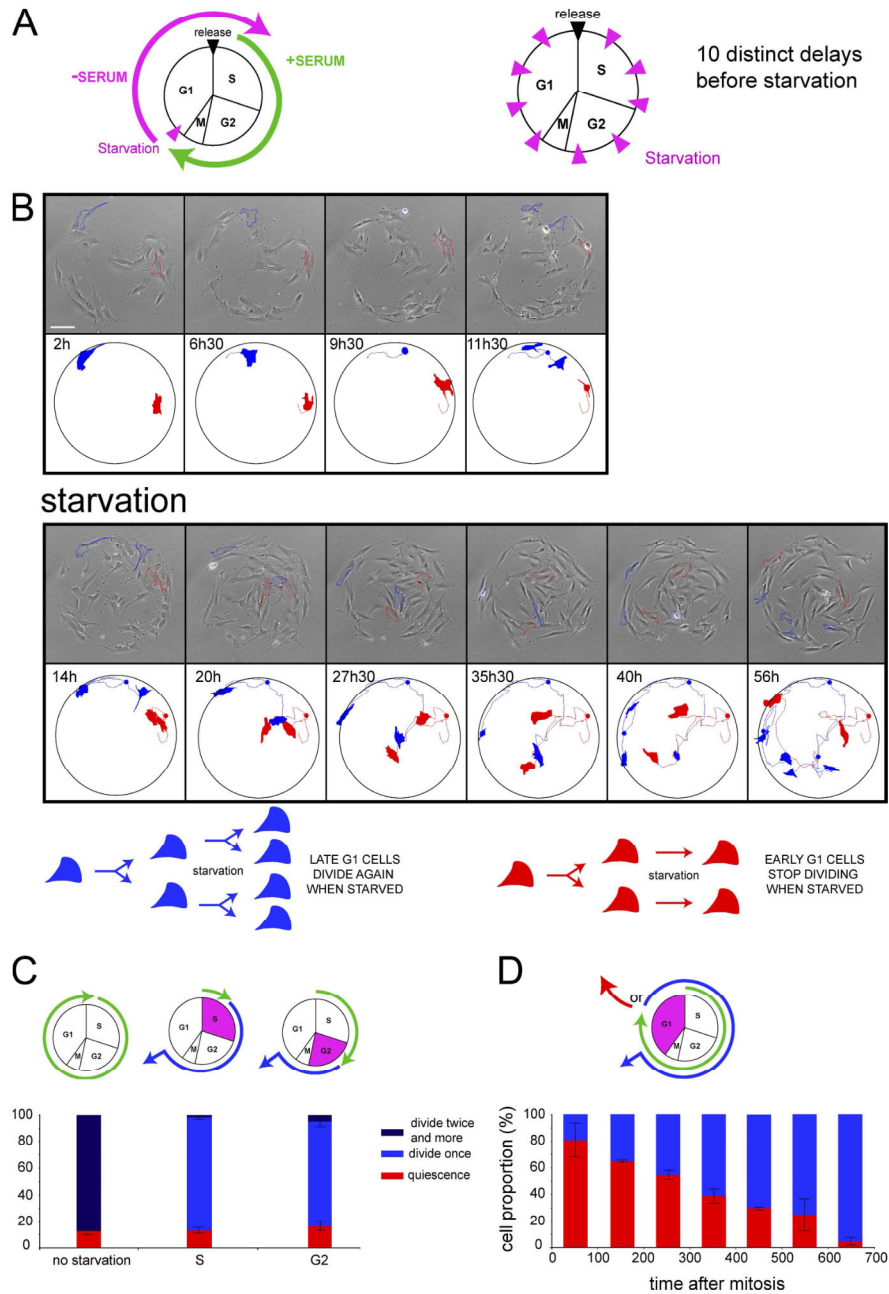 A
release
-SERUM
+SERUM
G1
S
M
G2
Starvation
release
G1
S
M
G2
Starvation
10 distinct delays
before starvation
B
2h
6h30
9h30
11h30
starvation
14h
20h
27h30
35h30
40h
56h
starvation
LATE G1 CELLS
DIVIDE AGAIN
WHEN STARVED
starvation
EARLY G1 CELLS
STOP DIVIDING
WHEN STARVED
C
G1
S
M
G2
G1
S
M
G2
G1
S
M
G2
100
80
60
40
20
0
no starvation
S
G2
divide twice
and more
divide once
quiescence
D
or
G1
S
M
G2
cell proportion (%)
100
80
60
40
20
0
0 100 200 300 400 500 600 700
time after mitosis